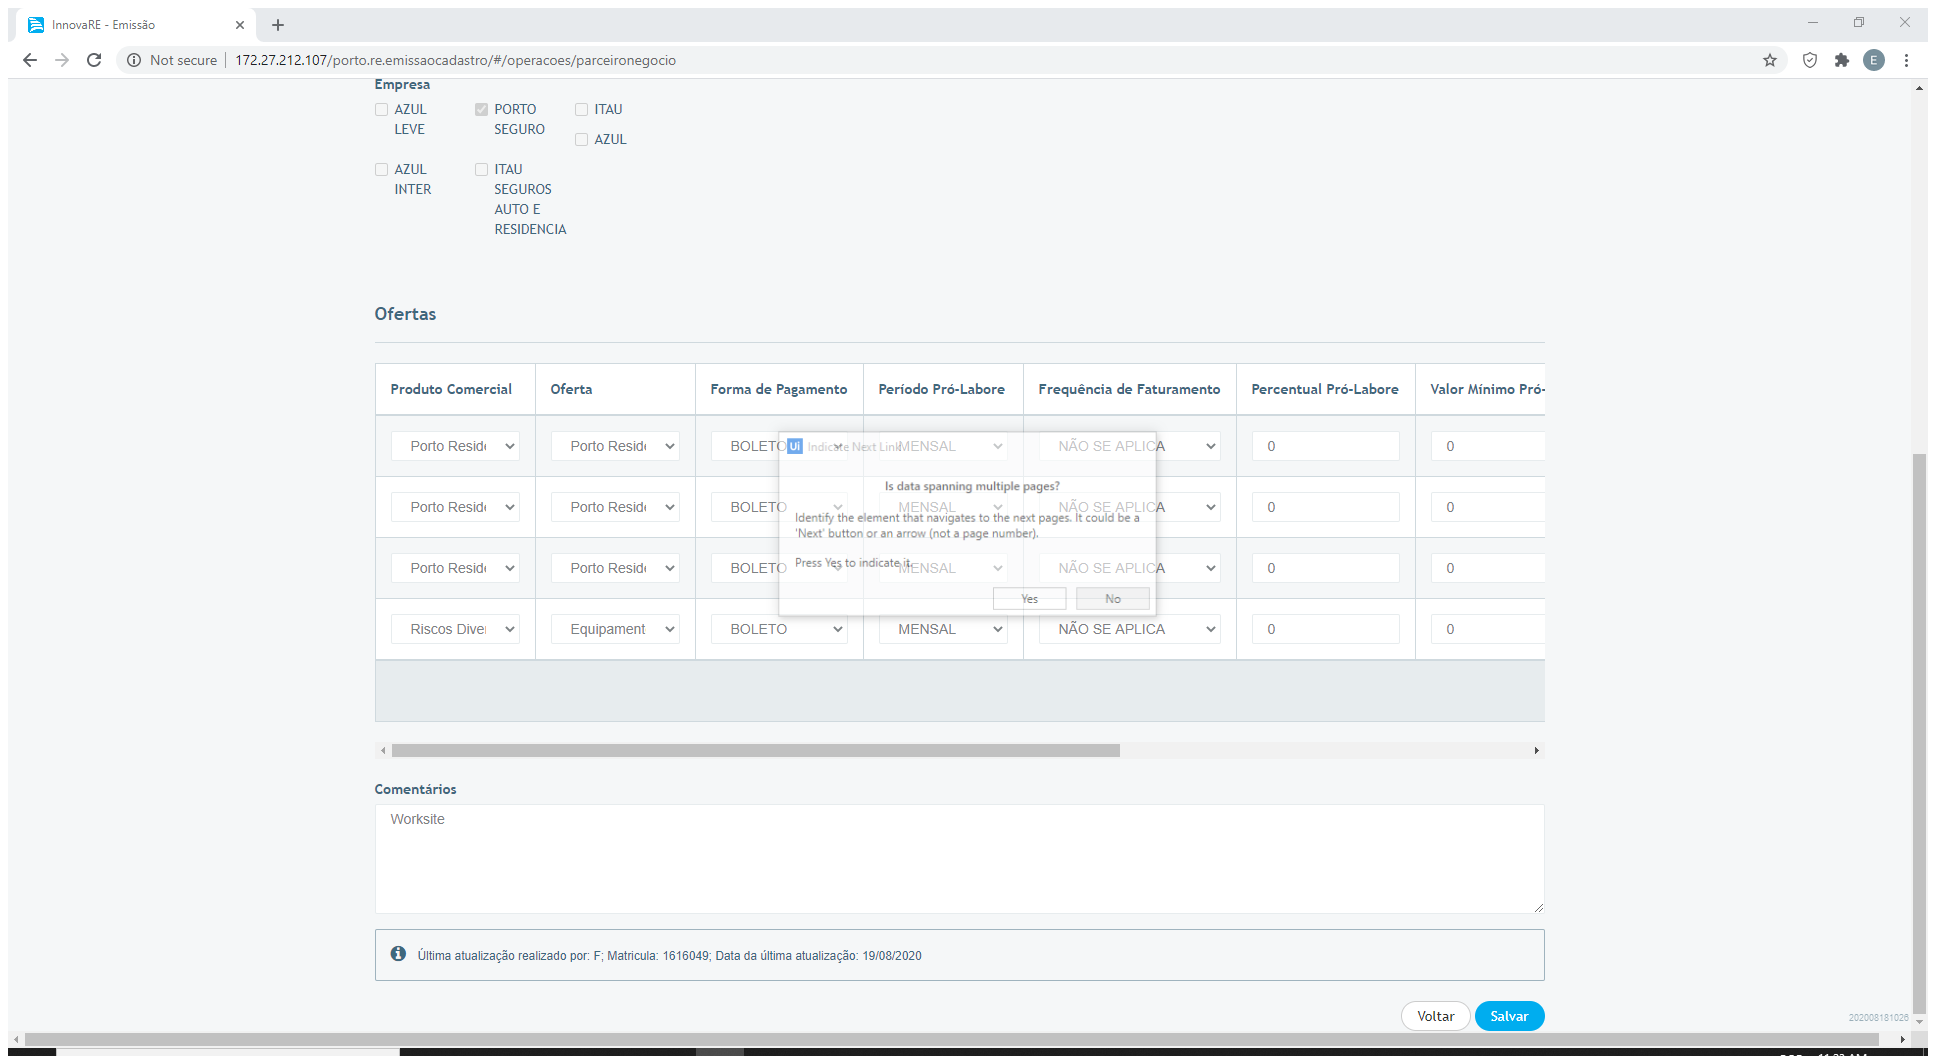 InnovaRE - Emissão
Not secure
172.27.212.107/porto.re.emissaocadastro/#/operacoes/parceironegocio
E
Empresa
AZUL LEVE
PORTO SEGURO
ITAU
AZUL
AZUL INTER
ITAU SEGUROS AUTO E RESIDENCIA
Ofertas
Produto Comercial Oferta Forma de Pagamento Período Pró-Labore Frequência de Faturamento Percentual Pró-Labore Valor Mínimo Pró-
Porto Reside Porto Reside BOLETO MENSAL NÃO SE APLICA 0 0
Porto Reside Porto Reside BOLETO MENSAL NÃO SE APLICA 0 0
Porto Reside Porto Reside BOLETO MENSAL NÃO SE APLICA 0 0
Riscos Diver Equipament BOLETO MENSAL NÃO SE APLICA 0 0
Ui Indicate Next Link
Is data spanning multiple pages?
Identify the element that navigates to the next pages. It could be a
'Next' button or an arrow (not a page number).
Press Yes to indicate it.
Yes No
Comentários
Worksite
Última atualização realizado por: F; Matricula: 1616049; Data da última atualização: 19/08/2020
Voltar Salvar
202008181026